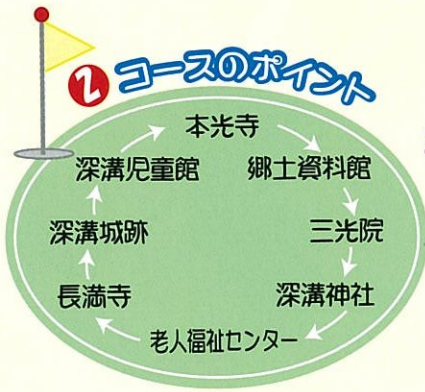 2 コースのポイント
本光寺
郷土資料館
三光院
深溝神社
老人福祉センター
長満寺
深溝城跡
深溝児童館